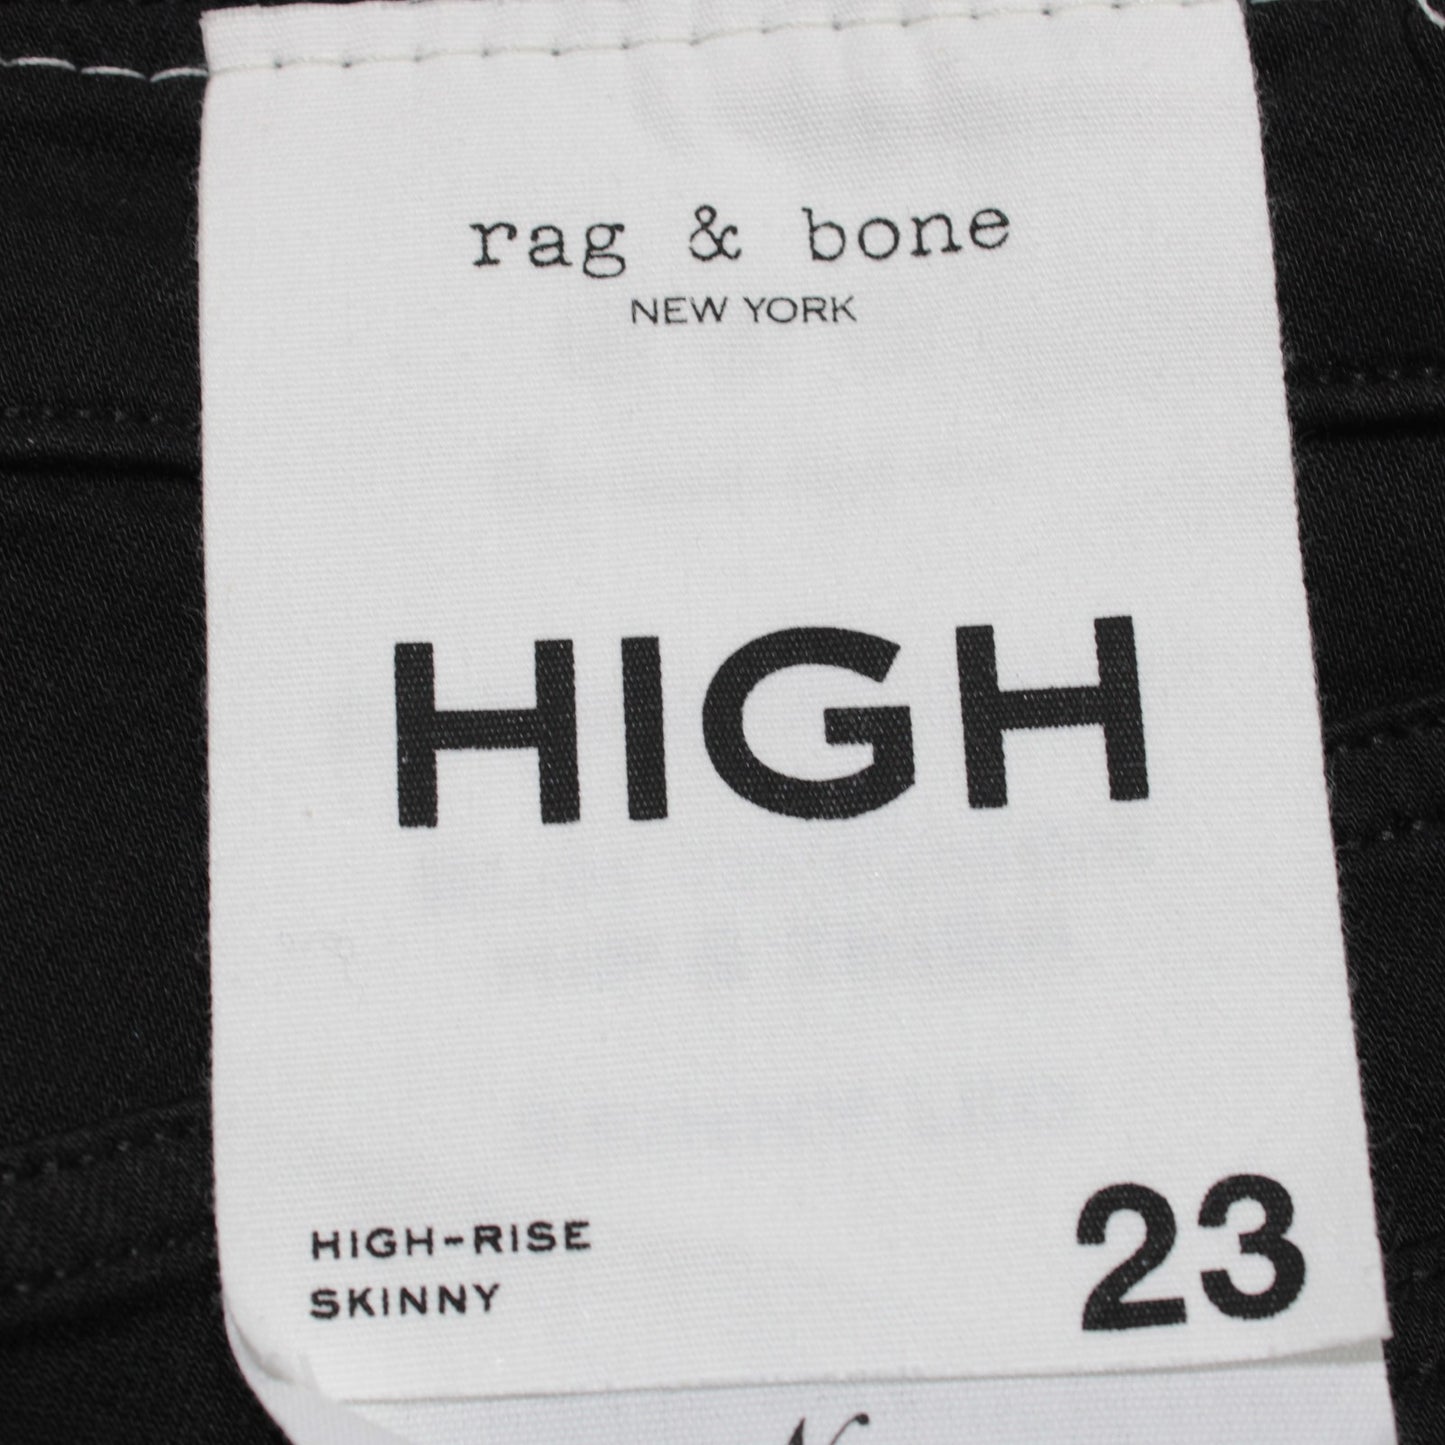 rag & bone
NEW YORK
HIGH
HIGH-RISE
SKINNY
23